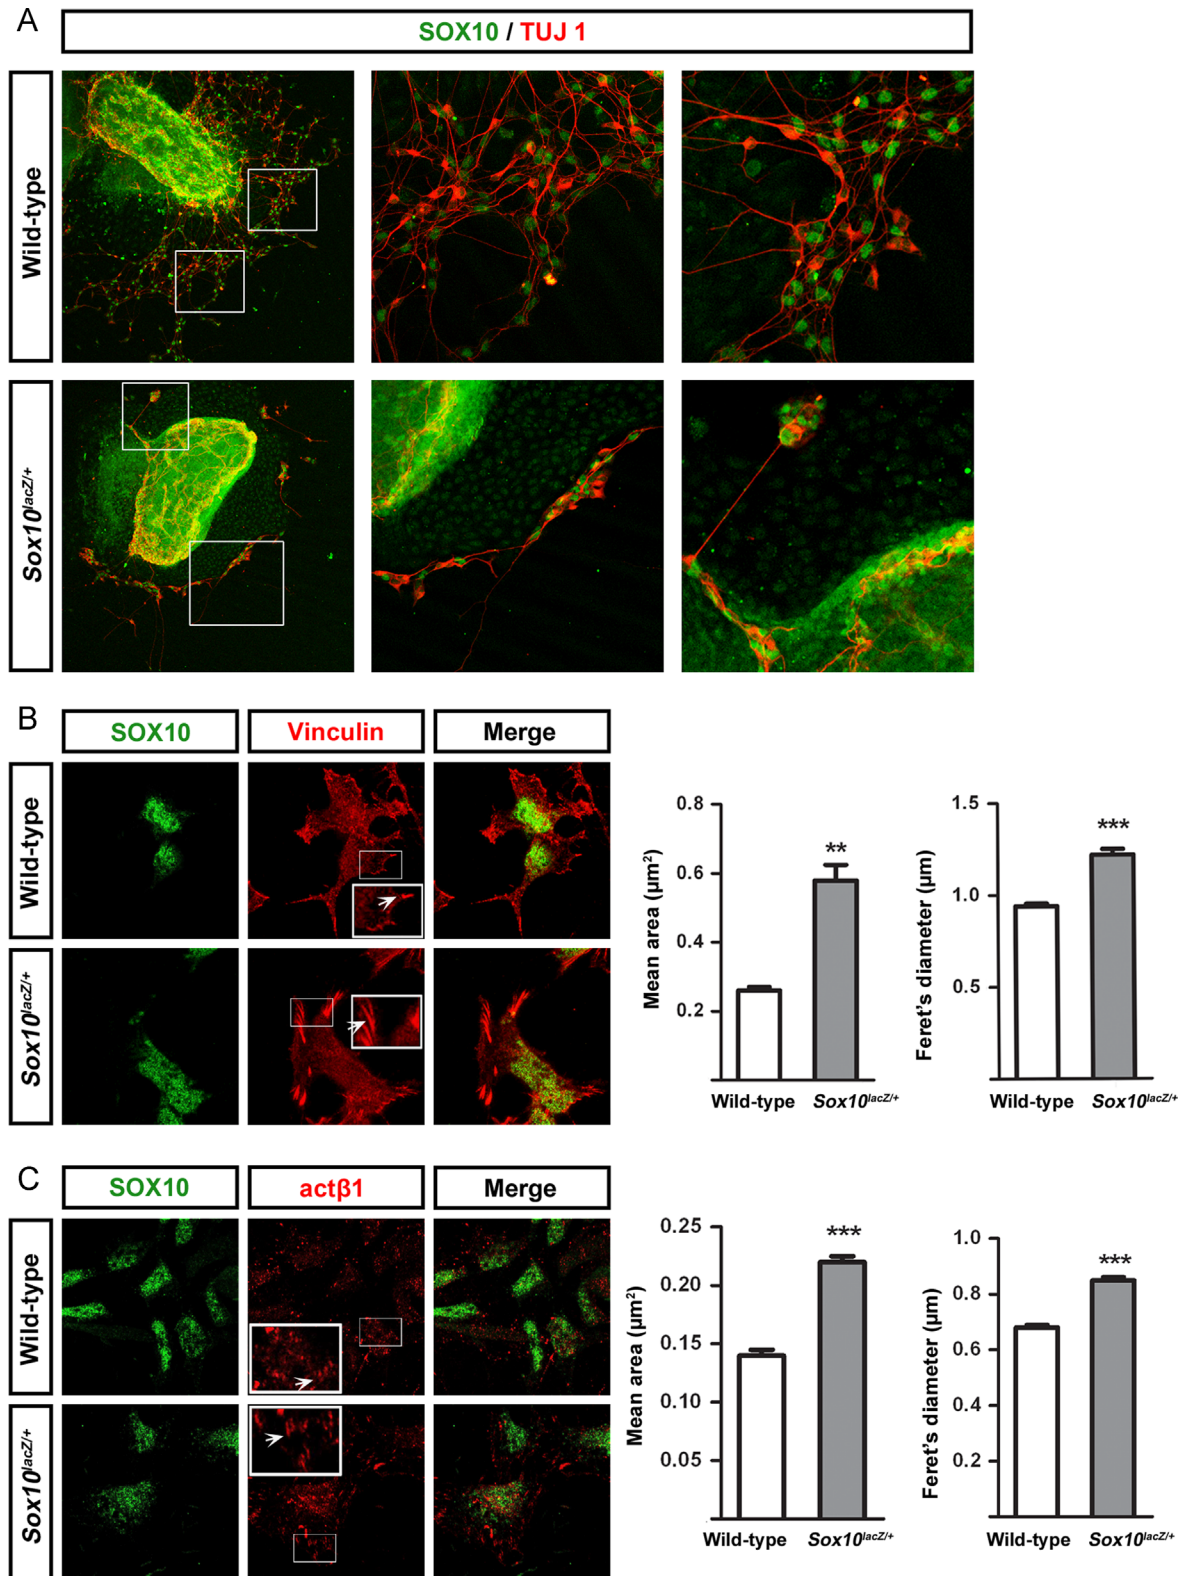 A
SOX10 / TUJ 1
Wild-type
Sox10lacZ/+
B
SOX10
Vinculin
Merge
Wild-type
Sox10lacZ/+
Mean area (μm²)
0.8
0.6
0.4
0.2
**
Wild-type
Sox10lacZ/+
Feret's diameter (μm)
1.5
1.0
0.5
***
Wild-type
Sox10lacZ/+
C
SOX10
actβ1
Merge
Wild-type
Sox10lacZ/+
Mean area (μm²)
0.25
0.20
0.15
0.10
0.05
***
Wild-type
Sox10lacZ/+
Feret's diameter (μm)
1.0
0.8
0.6
0.4
0.2
***
Wild-type
Sox10lacZ/+